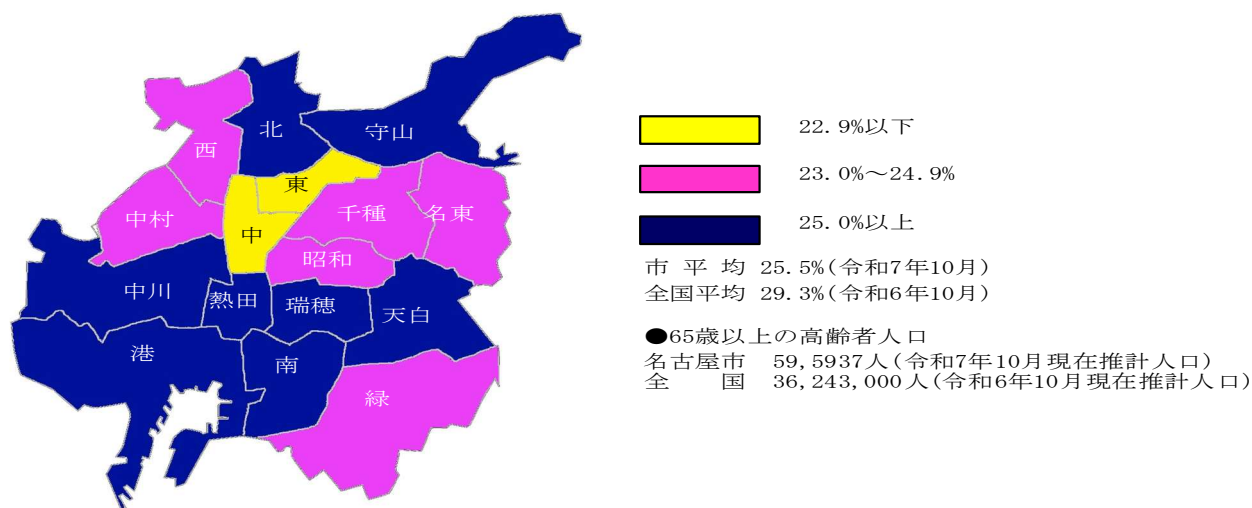 北
守山
西
東
中村
千種
名東
中
昭和
中川
熱田
瑞穂
天白
港
南
緑
22.9%以下
23.0%～24.9%
25.0%以上
市 平 均 25.5%(令和7年10月)
全国平均 29.3%(令和6年10月)
●65歳以上の高齢者人口
名古屋市 59,5937人(令和7年10月現在推計人口)
全　国 36,243,000人(令和6年10月現在推計人口)